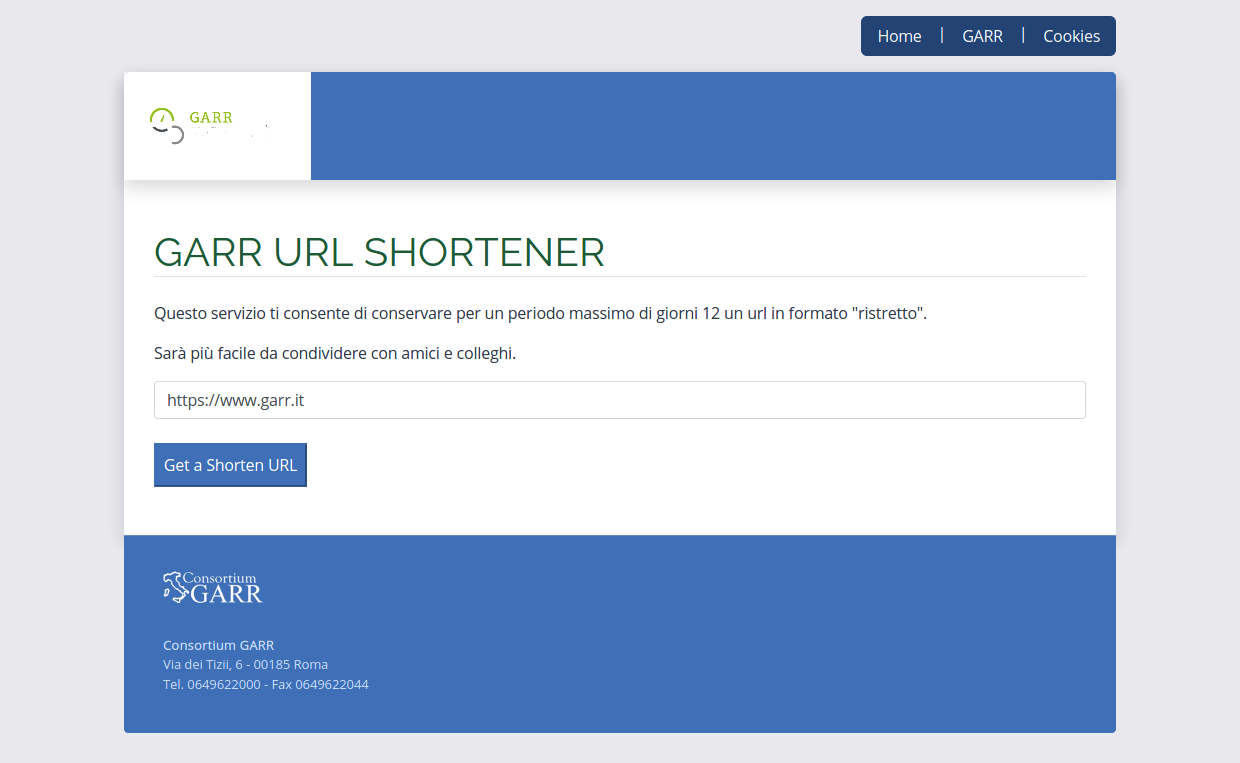 Home | GARR | Cookies
GARR
GARR URL SHORTENER
Questo servizio ti consente di conservare per un periodo massimo di giorni 12 un url in formato "ristretto".
Sarà più facile da condividere con amici e colleghi.
https://www.garr.it
Get a Shorten URL
Consortium
GARR
Consortium GARR
Via dei Tizii, 6 - 00185 Roma
Tel. 0649622000 - Fax 0649622044